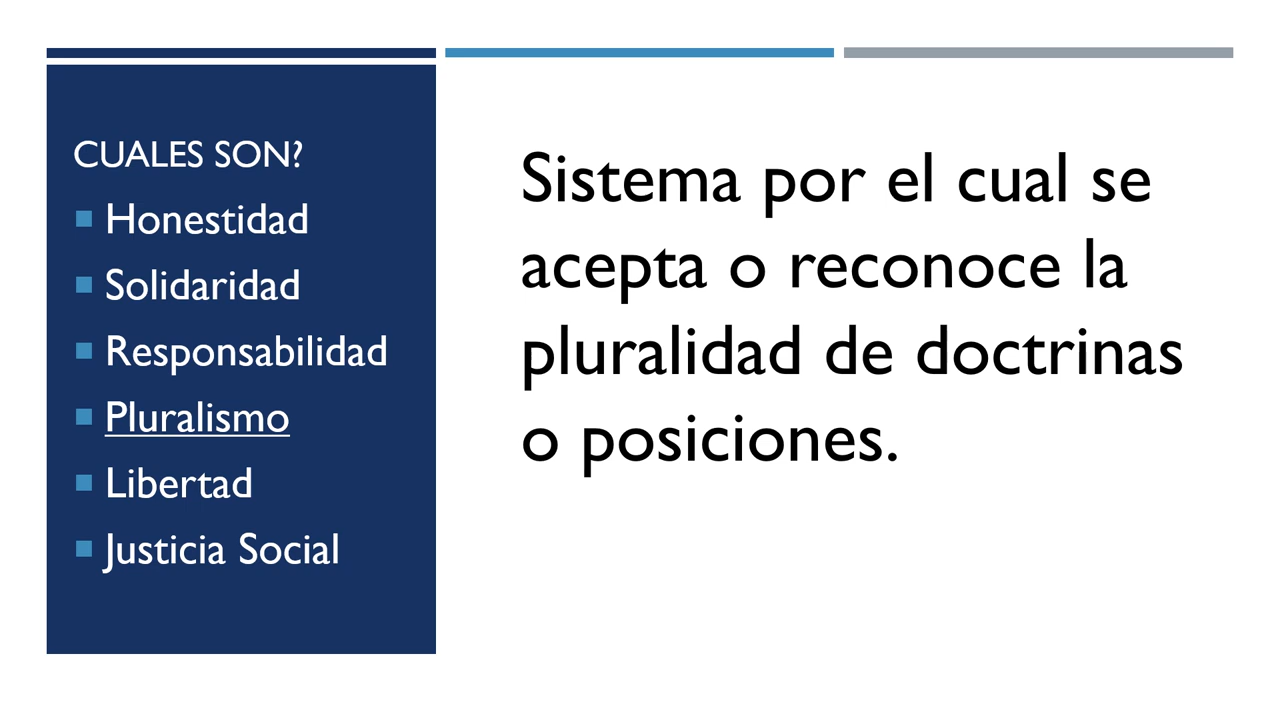 CUALES SON?
Honestidad
Solidaridad
Responsabilidad
Pluralismo
Libertad
Justicia Social
Sistema por el cual se
acepta o reconoce la
pluralidad de doctrinas
o posiciones.